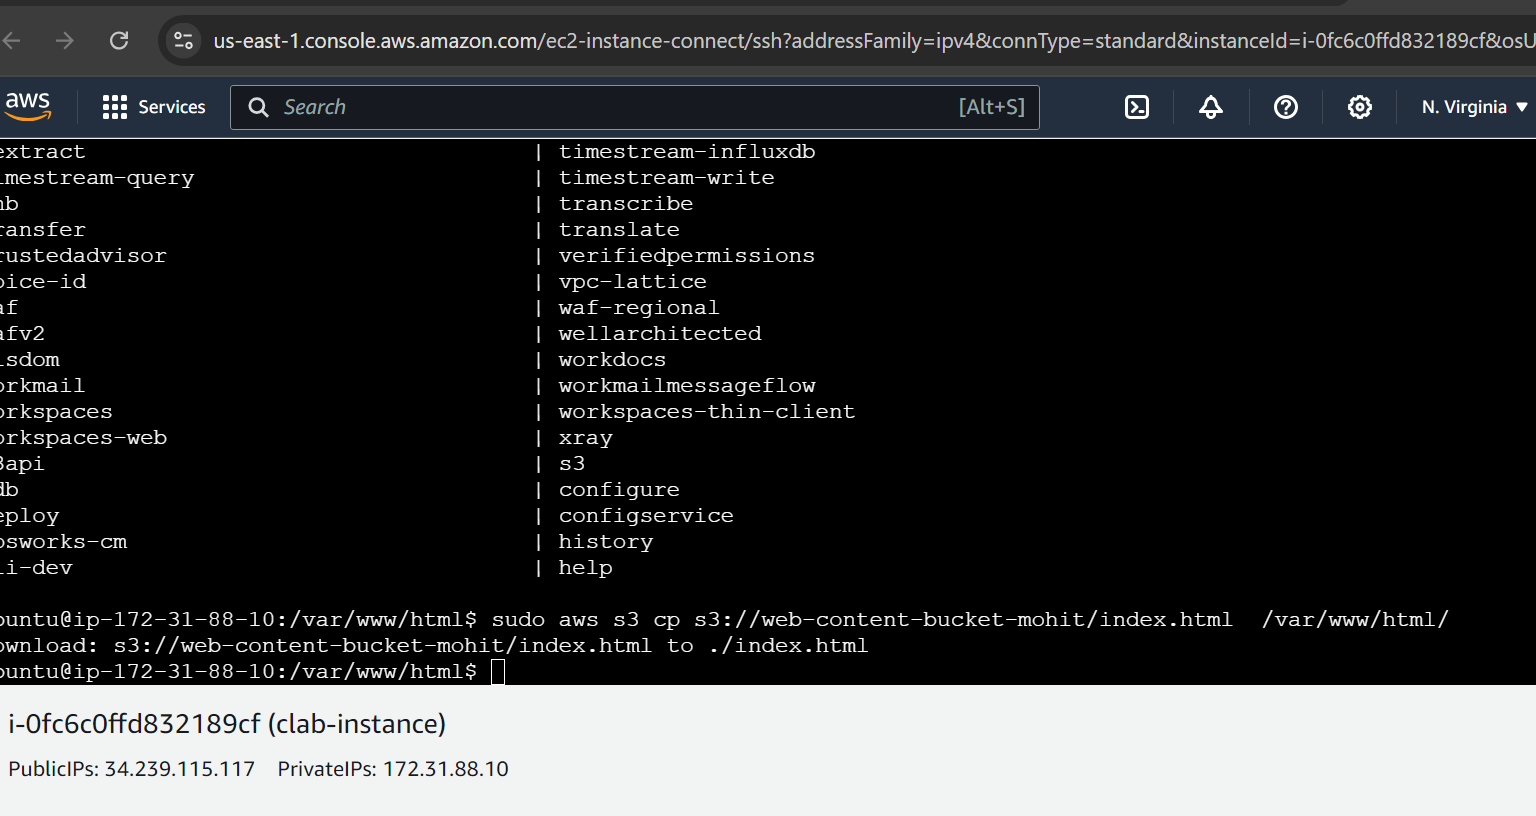 us-east-1.console.aws.amazon.com/ec2-instance-connect/ssh?addressFamily=ipv4&connType=standard&instanceId=i-0fc6c0ffd832189cf&osU
aws Services Search [Alt+S] N. Virginia
extract | timestream-influxdb
imestream-query | timestream-write
nb | transcribe
ransfer | translate
rustedadvisor | verifiedpermissions
oice-id | vpc-lattice
af | waf-regional
afv2 | wellarchitected
isdom | workdocs
orkmail | workmailmessageflow
orkspaces | workspaces-thin-client
orkspaces-web | xray
3api | s3
db | configure
eploy | configservice
osworks-cm | history
li-dev | help
buntu@ip-172-31-88-10:/var/www/html$ sudo aws s3 cp s3://web-content-bucket-mohit/index.html  /var/www/html/
ownload: s3://web-content-bucket-mohit/index.html to ./index.html
buntu@ip-172-31-88-10:/var/www/html$
i-0fc6c0ffd832189cf (clab-instance)
PublicIPs: 34.239.115.117 PrivateIPs: 172.31.88.10